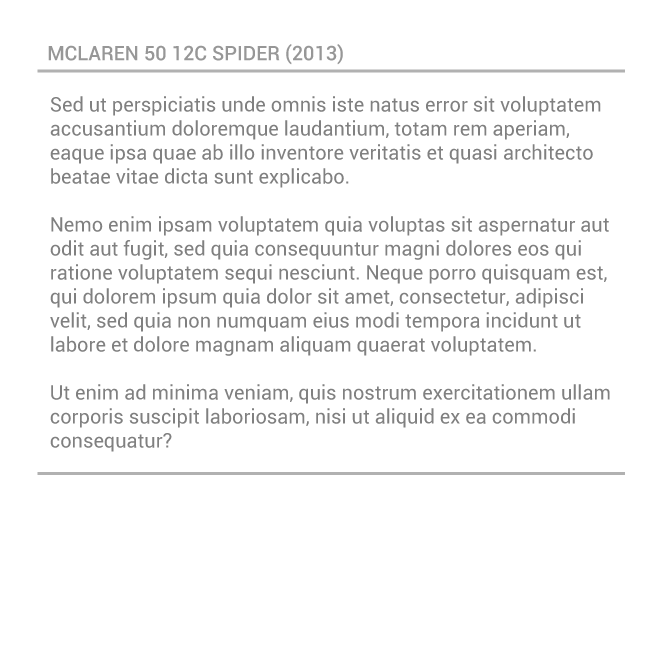 MCLAREN 50 12C SPIDER (2013)
Sed ut perspiciatis unde omnis iste natus error sit voluptatem
accusantium doloremque laudantium, totam rem aperiam,
eaque ipsa quae ab illo inventore veritatis et quasi architecto
beatae vitae dicta sunt explicabo.
Nemo enim ipsam voluptatem quia voluptas sit aspernatur aut
odit aut fugit, sed quia consequuntur magni dolores eos qui
ratione voluptatem sequi nesciunt. Neque porro quisquam est,
qui dolorem ipsum quia dolor sit amet, consectetur, adipisci
velit, sed quia non numquam eius modi tempora incidunt ut
labore et dolore magnam aliquam quaerat voluptatem.
Ut enim ad minima veniam, quis nostrum exercitationem ullam
corporis suscipit laboriosam, nisi ut aliquid ex ea commodi
consequatur?